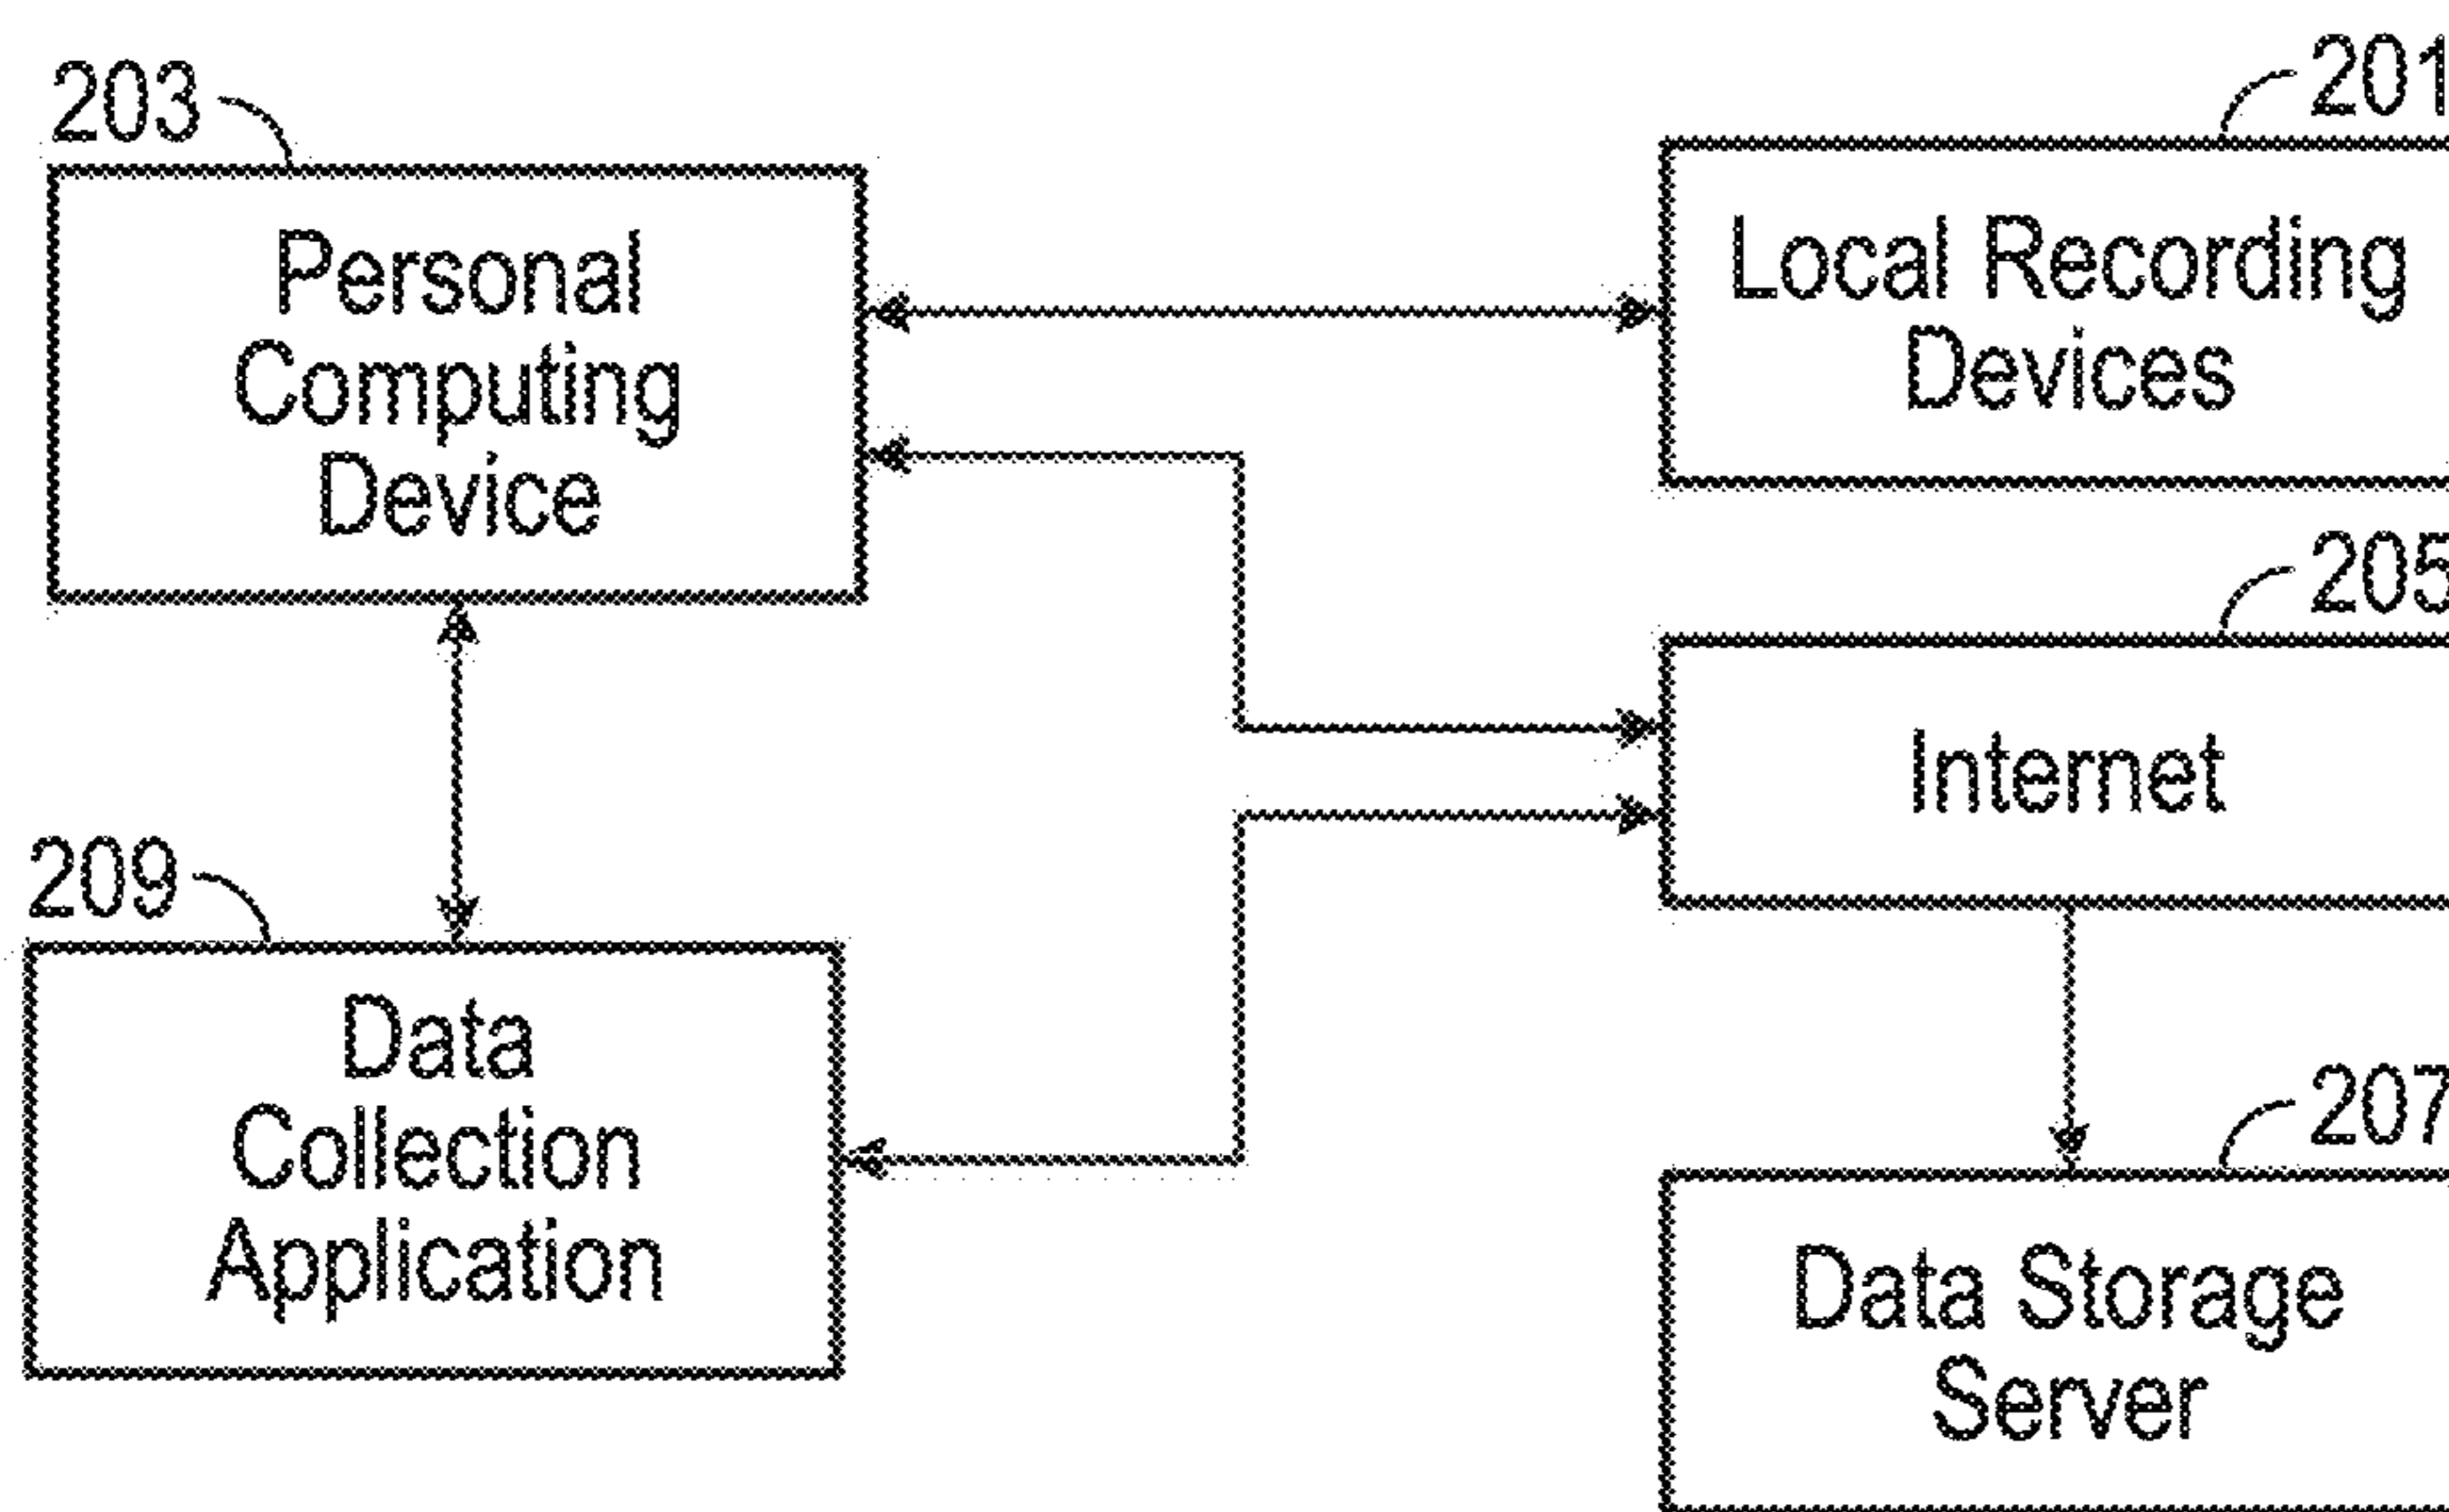 203
Personal
Computing
Device
201
Local Recording
Devices
205
Internet
209
Data
Collection
Application
207
Data Storage
Server